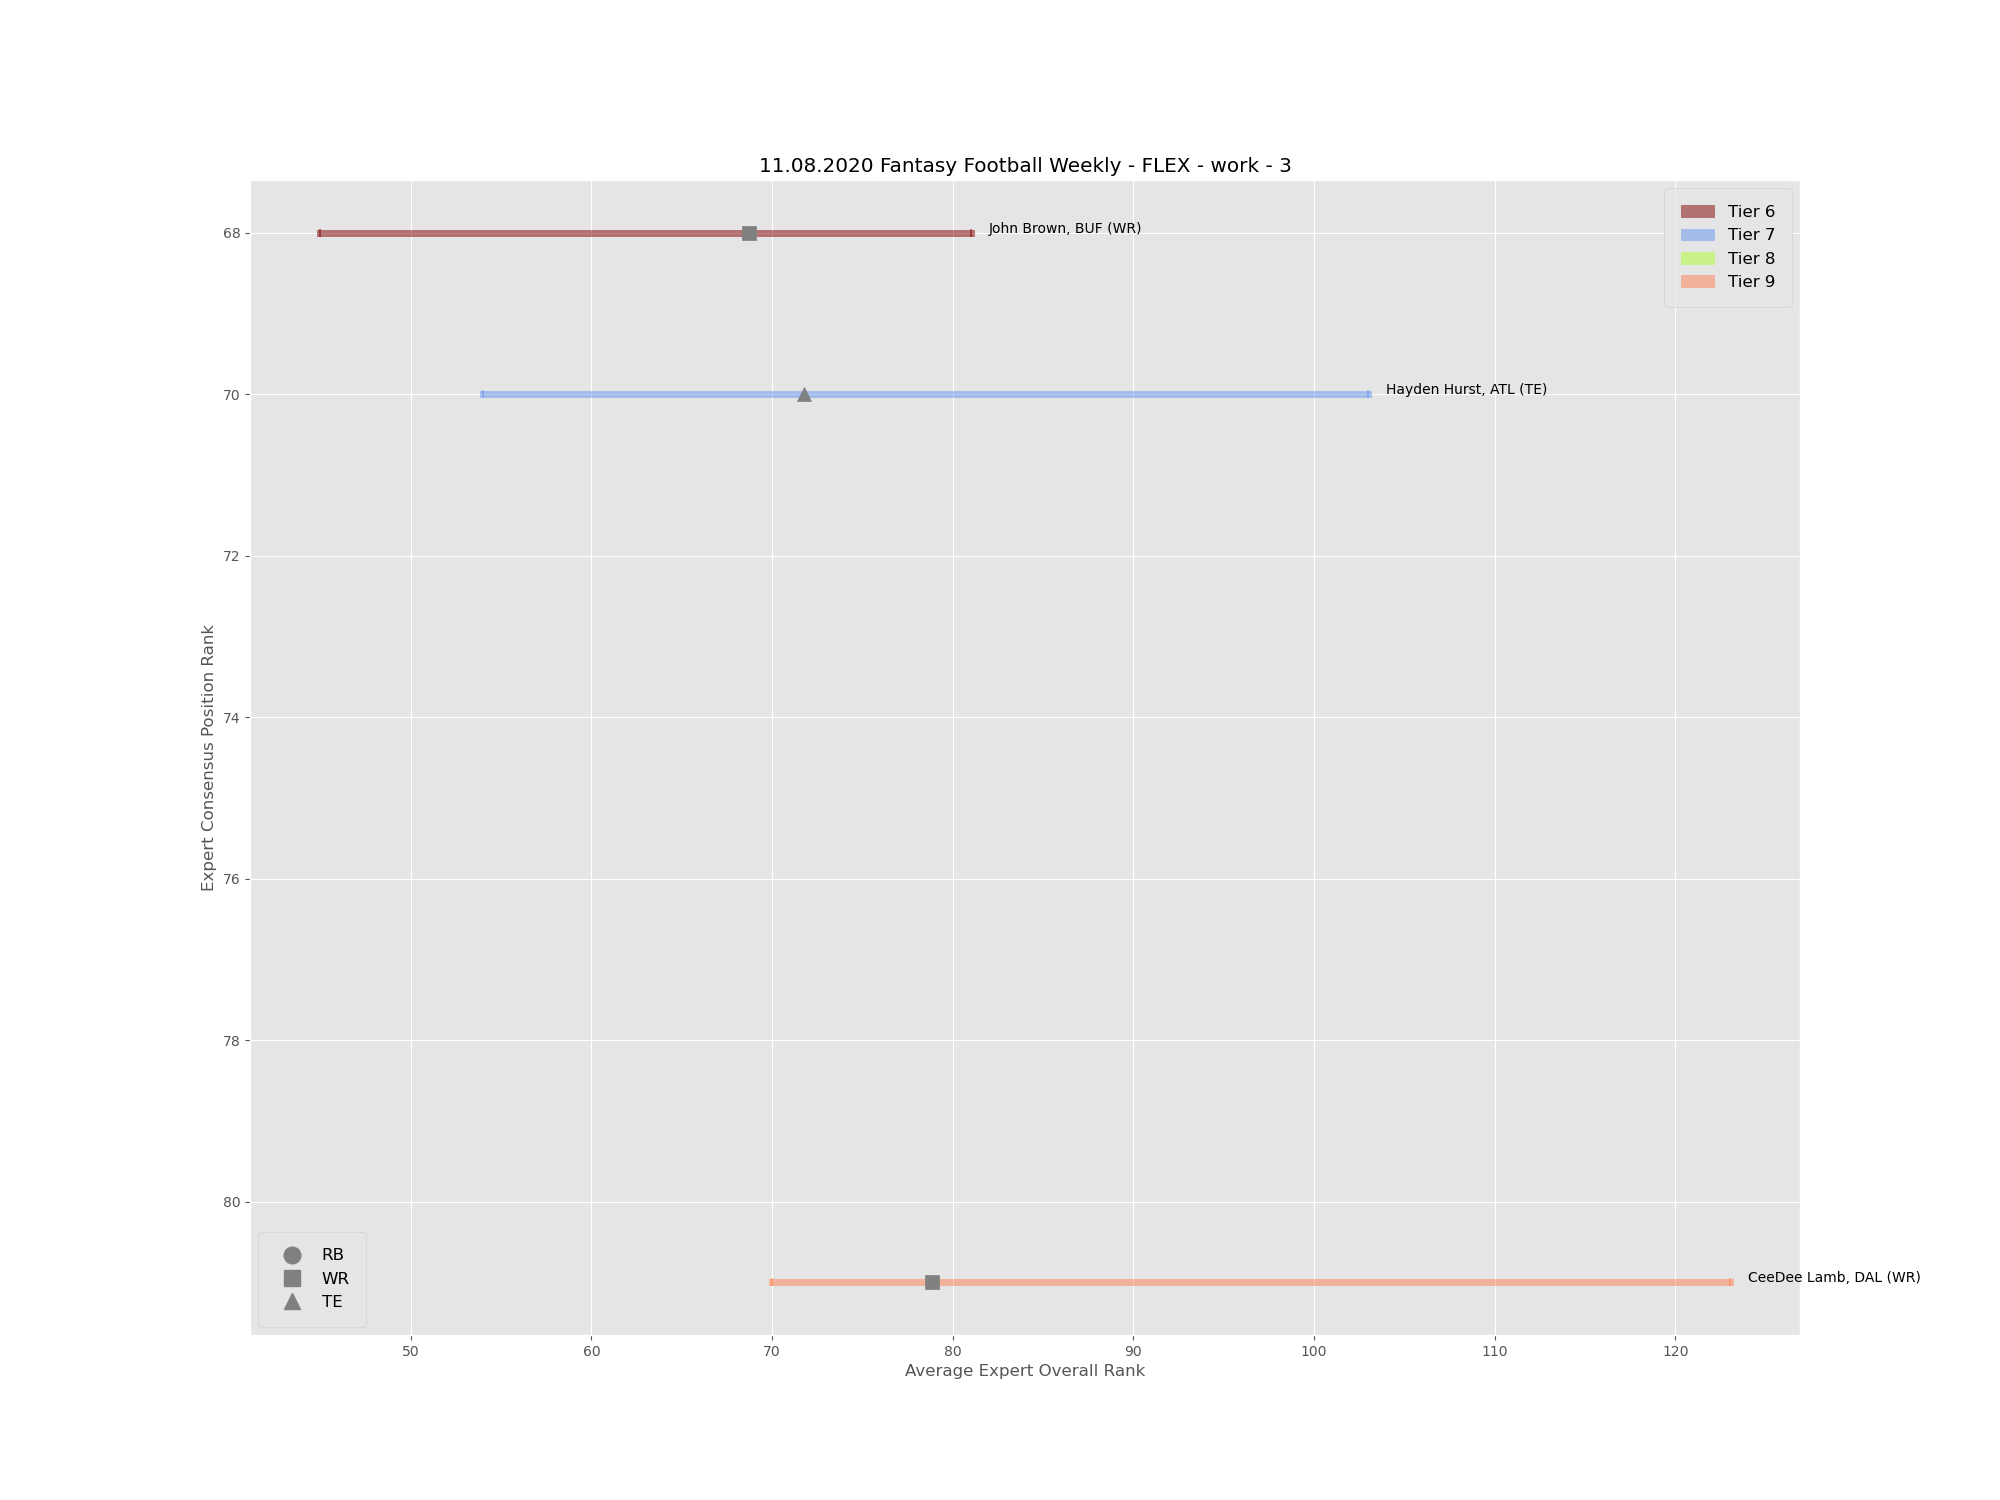 11.08.2020 Fantasy Football Weekly - FLEX - work - 3
Tier 6
Tier 7
Tier 8
Tier 9
John Brown, BUF (WR)
Hayden Hurst, ATL (TE)
CeeDee Lamb, DAL (WR)
68
70
72
74
76
78
80
Expert Consensus Position Rank
RB
WR
TE
50
60
70
80
90
100
110
120
Average Expert Overall Rank